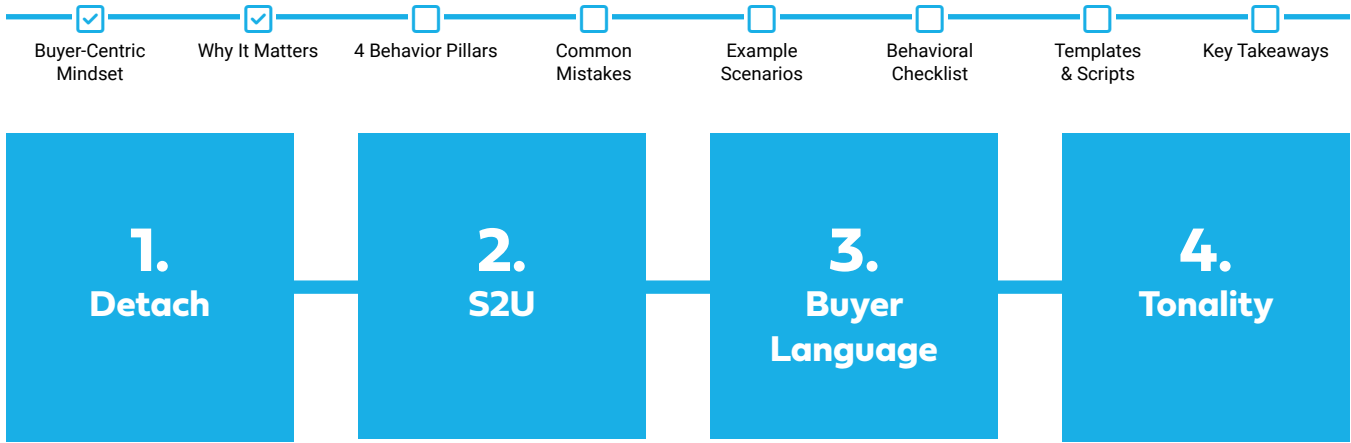 Buyer-Centric
Mindset
Why It Matters
4 Behavior Pillars
Common
Mistakes
Example
Scenarios
Behavioral
Checklist
Templates
& Scripts
Key Takeaways
1.
Detach
2.
S2U
3.
Buyer
Language
4.
Tonality